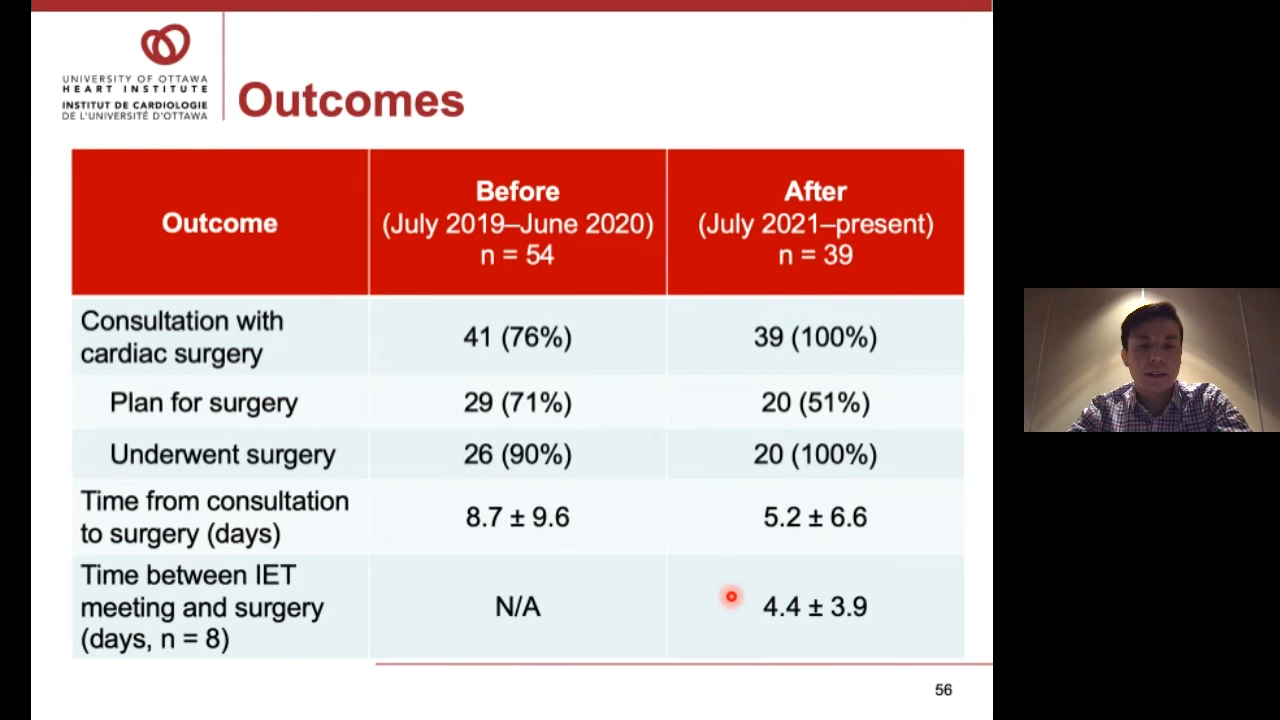 UNIVERSITY OF OTTAWA
HEART INSTITUTE
INSTITUT DE CARDIOLOGIE
DE L'UNIVERSITÉ D'OTTAWA
Outcomes
Outcome
Before
(July 2019–June 2020)
n = 54
After
(July 2021–present)
n = 39
Consultation with
cardiac surgery
41 (76%)
39 (100%)
Plan for surgery
29 (71%)
20 (51%)
Underwent surgery
26 (90%)
20 (100%)
Time from consultation
to surgery (days)
8.7 ± 9.6
5.2 ± 6.6
Time between IET
meeting and surgery
(days, n = 8)
N/A
4.4 ± 3.9
56